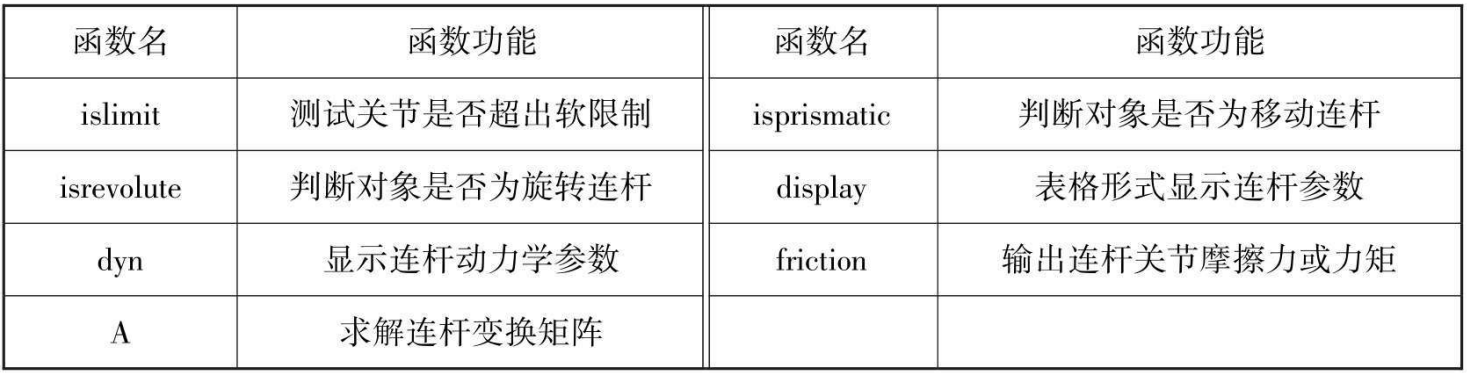 函数名 函数功能 函数名 函数功能
islimit 测试关节是否超出软限制 isprismatic 判断对象是否为移动连杆
isrevolute 判断对象是否为旋转连杆 display 表格形式显示连杆参数
dyn 显示连杆动力学参数 friction 输出连杆关节摩擦力或力矩
A 求解连杆变换矩阵